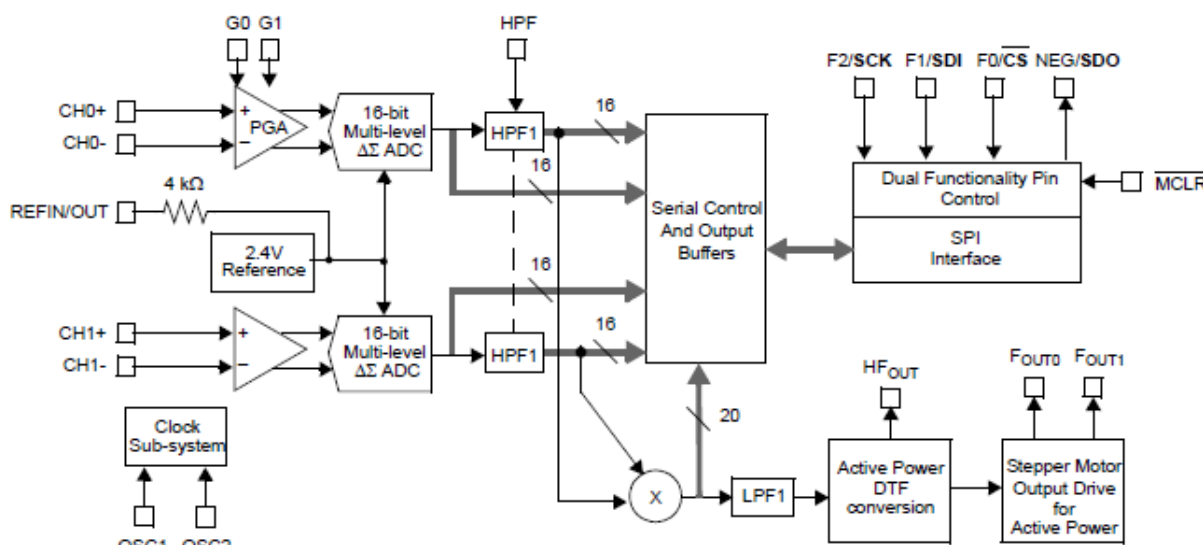 G0 G1
HPF
F2/SCK F1/SDI F0/CS NEG/SDO
CH0+
CH0-
+
−
PGA
16-bit
Multi-level
ΔΣ ADC
HPF1
16
16
Serial Control
And Output
Buffers
Dual Functionality Pin
Control
SPI
Interface
MCLR
4 kΩ
REFIN/OUT
2.4V
Reference
16
16
CH1+
CH1-
+
−
16-bit
Multi-level
ΔΣ ADC
HPF1
20
HFOUT
FOUT0 FOUT1
Clock
Sub-system
X
LPF1
Active Power
DTF
conversion
Stepper Motor
Output Drive
for
Active Power